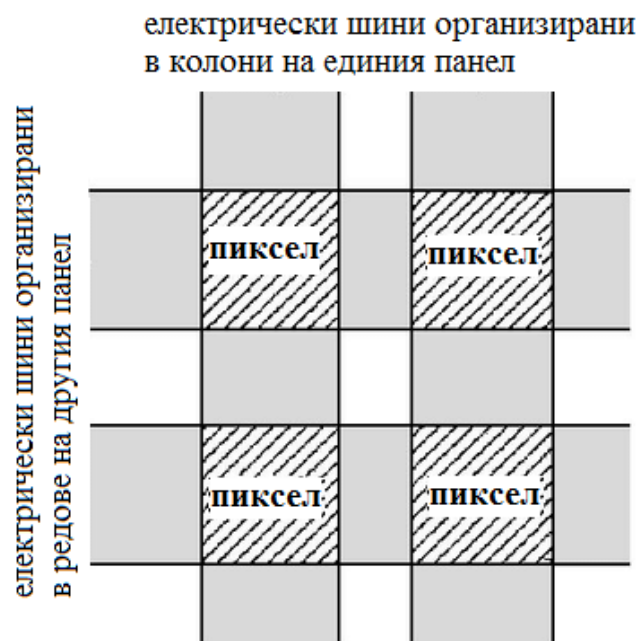 електрически шини организирани
в колони на единия панел
електрически шини организирани
в редове на другия панел
пиксел
пиксел
пиксел
пиксел